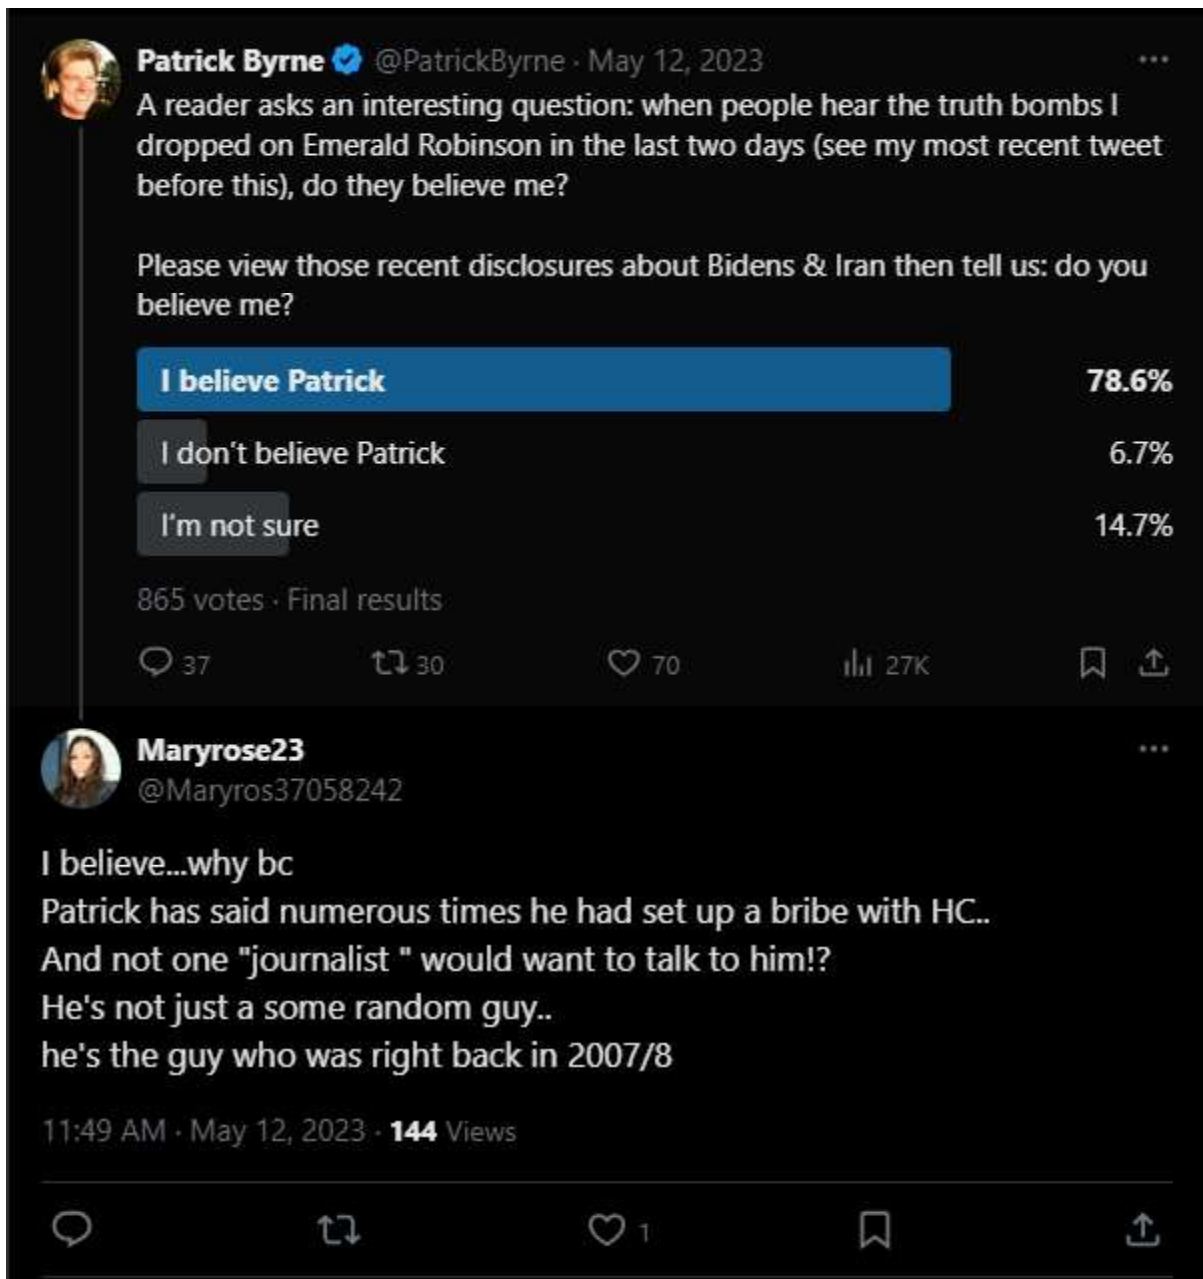 Patrick Byrne @PatrickByrne · May 12, 2023
A reader asks an interesting question: when people hear the truth bombs I
dropped on Emerald Robinson in the last two days (see my most recent tweet
before this), do they believe me?
Please view those recent disclosures about Bidens & Iran then tell us: do you
believe me?
I believe Patrick 78.6%
I don't believe Patrick 6.7%
I'm not sure 14.7%
865 votes · Final results
37 30 70 27K
Maryrose23
@Maryros37058242
I believe...why bc
Patrick has said numerous times he had set up a bribe with HC..
And not one "journalist " would want to talk to him!?
He's not just a some random guy..
he's the guy who was right back in 2007/8
11:49 AM · May 12, 2023 · 144 Views
1